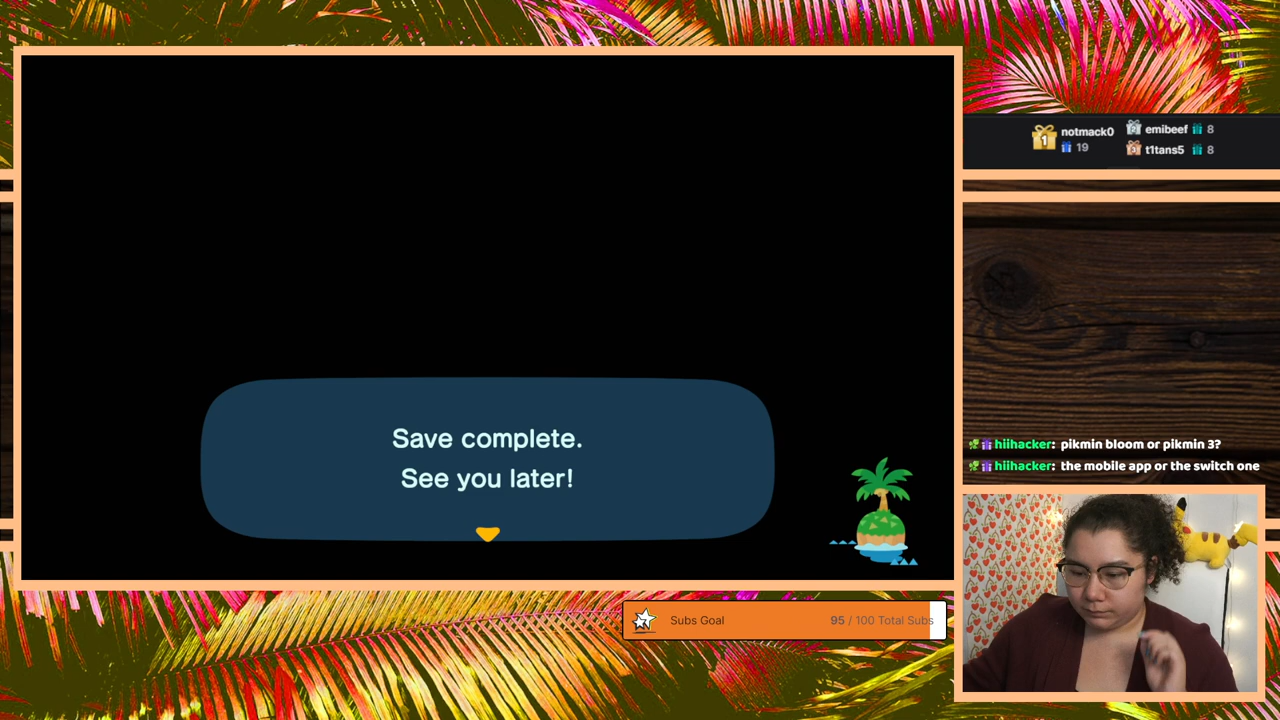 1
notmack0
19
emibeef 8
t1tans5 8
Save complete.
See you later!
hiihacker: pikmin bloom or pikmin 3?
hiihacker: the mobile app or the switch one
Subs Goal
95 / 100 Total Subs